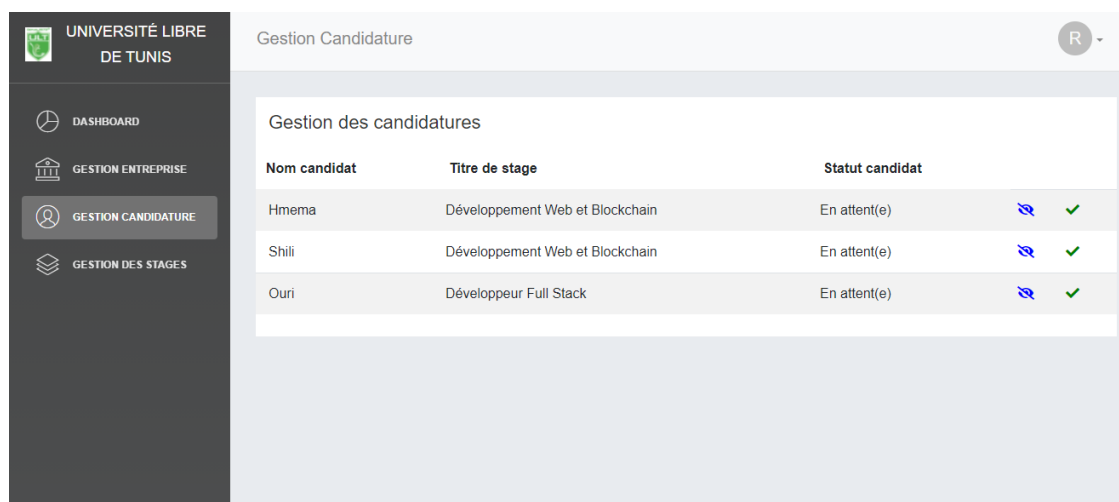 UNIVERSITÉ LIBRE
DE TUNIS
ULT
Gestion Candidature
R
DASHBOARD
GESTION ENTREPRISE
GESTION CANDIDATURE
GESTION DES STAGES
Gestion des candidatures
Nom candidat Titre de stage Statut candidat
Hmema Développement Web et Blockchain En attent(e)
Shili Développement Web et Blockchain En attent(e)
Ouri Développeur Full Stack En attent(e)